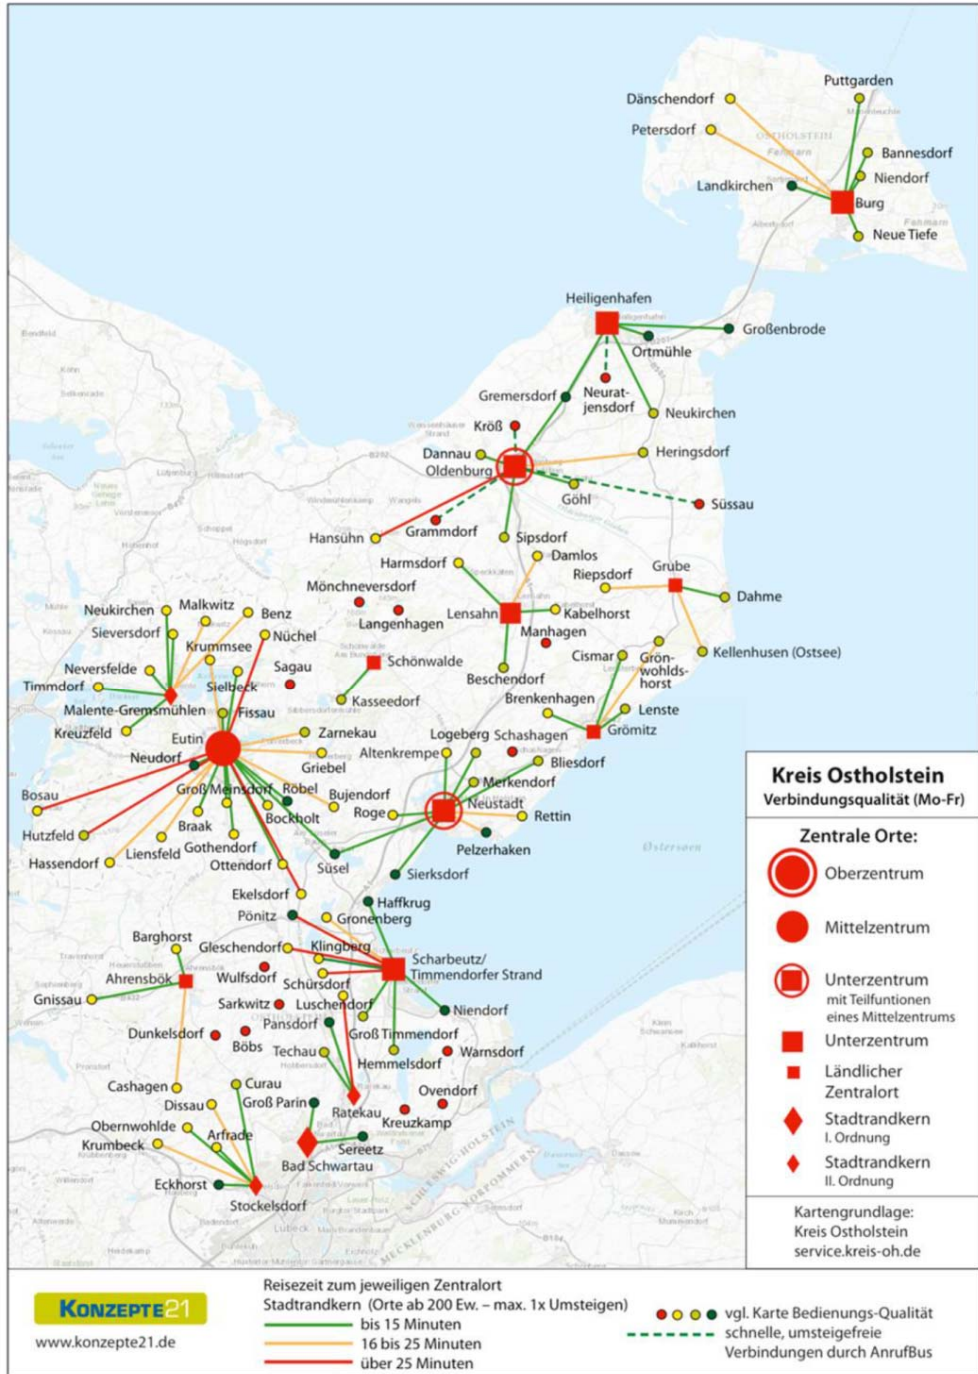 Puttgarden
Dänschendorf
Petersdorf
OSTHOLSTEIN
Fehmarn
Bannesdorf
Niendorf
Landkirchen
Burg
Fehmarn
Neue Tiefe
Heiligenhafen
Großenbrode
Ortmühle
Gremersdorf
Neurat-
jensdorf
Neukirchen
Kröß
Dannau
Oldenburg
Heringsdorf
Göhl
Süssau
Grammdorf
Hansühn
Sipsdorf
Harmsdorf
Damlos
Grube
Riepsdorf
Mönchneversdorf
Dahme
Neukirchen
Malkwitz
Benz
Langenhagen
Lensahn
Kabelhorst
Manhagen
Sieversdorf
Nüchel
Krummsee
Schönwalde
Cismar
Grön-
wohlds-
horst
Kellenhusen (Ostsee)
Neversfelde
Sagau
Timmdorf
Sielbeck
Beschendorf
Kasseedorf
Brenkenhagen
Malente-Gremsmühlen
Fissau
Lenste
Kreuzfeld
Zarnekau
Logeberg
Schashagen
Grömitz
Eutin
Altenkrempe
Neudorf
Griebel
Bliesdorf
Groß Meinsdorf
Röbel
Merkendorf
Bosau
Bujendorf
Neustadt
Braak
Bockholt
Roge
Rettin
Hutzfeld
Gothendorf
Pelzerhaken
Liensfeld
Hassendorf
Ottendorf
Süsel
Sierksdorf
Ostersøen
Ekelsdorf
Haffkrug
Pönitz
Gronenberg
Barghorst
Gleschendorf
Klingberg
Scharbeutz/
Timmendorfer Strand
Ahrensbök
Wulfsdorf
Schürsdorf
Gnissau
Sarkwitz
Luschendorf
Niendorf
Pansdorf
Dunkelsdorf
Böbs
Groß Timmendorf
Techau
Hemmelsdorf
Warnsdorf
Cashagen
Curau
Groß Parin
Ovendorf
Dissau
Ratekau
Kreuzkamp
Obernwohlde
Arfrade
Krumbeck
Sereetz
Bad Schwartau
Eckhorst
Stockelsdorf
Lübeck
SCHLESWIG-HOLSTEIN
MECKLENBURG-VORPOMMERN
Kreis Ostholstein
Verbindungsqualität (Mo-Fr)
Zentrale Orte:
Oberzentrum
Mittelzentrum
Unterzentrum
mit Teilfuntionen
eines Mittelzentrums
Unterzentrum
Ländlicher
Zentralort
Stadtrandkern
I. Ordnung
Stadtrandkern
II. Ordnung
Kartengrundlage:
Kreis Ostholstein
service.kreis-oh.de
KONZEPTE21
www.konzepte21.de
Reisezeit zum jeweiligen Zentralort
Stadtrandkern (Orte ab 200 Ew. – max. 1x Umsteigen)
bis 15 Minuten
16 bis 25 Minuten
über 25 Minuten
vgl. Karte Bedienungs-Qualität
schnelle, umsteigefreie
Verbindungen durch AnrufBus